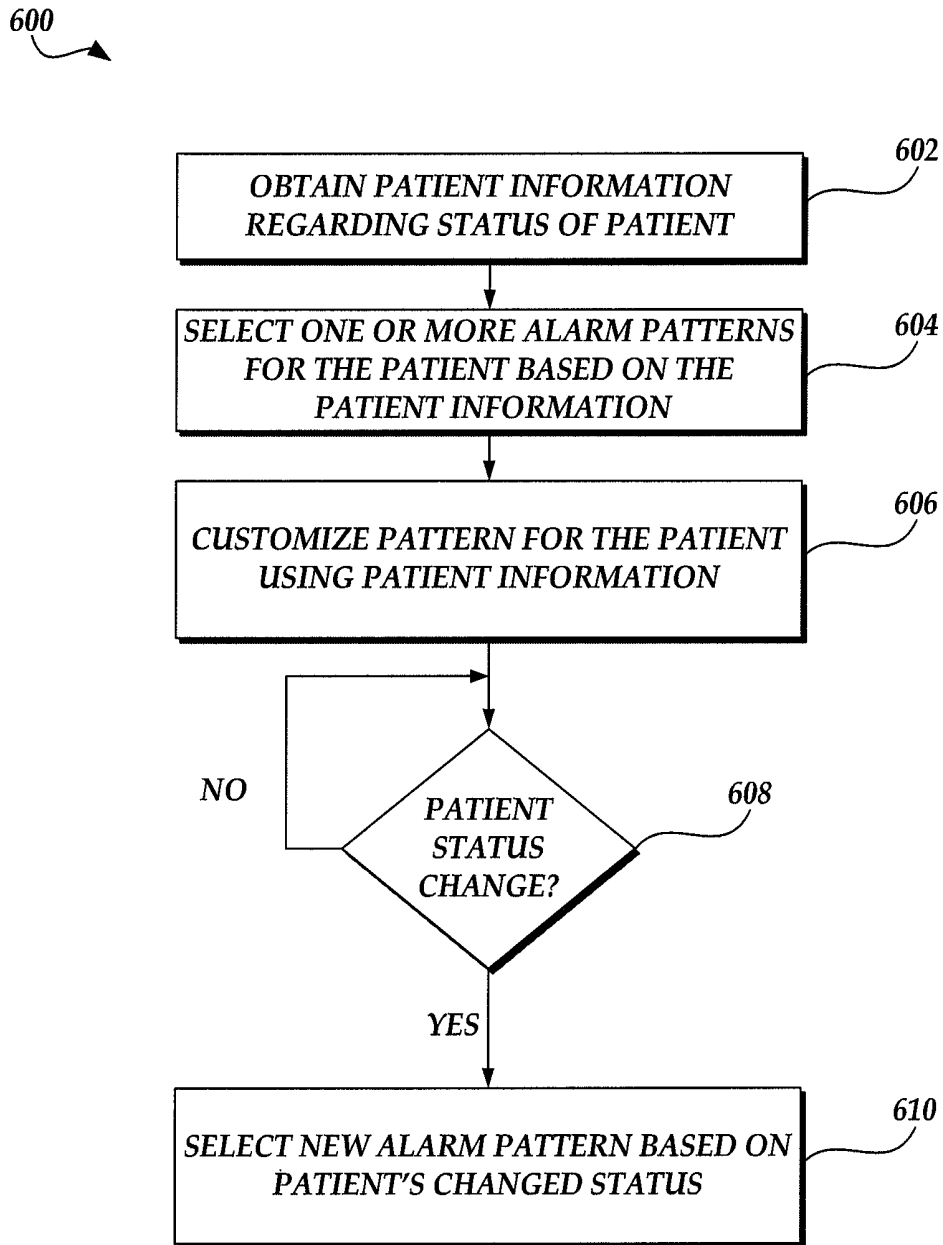 600
602
OBTAIN PATIENT INFORMATION
REGARDING STATUS OF PATIENT
604
SELECT ONE OR MORE ALARM PATTERNS
FOR THE PATIENT BASED ON THE
PATIENT INFORMATION
606
CUSTOMIZE PATTERN FOR THE PATIENT
USING PATIENT INFORMATION
NO
PATIENT
STATUS
CHANGE?
608
YES
610
SELECT NEW ALARM PATTERN BASED ON
PATIENT'S CHANGED STATUS